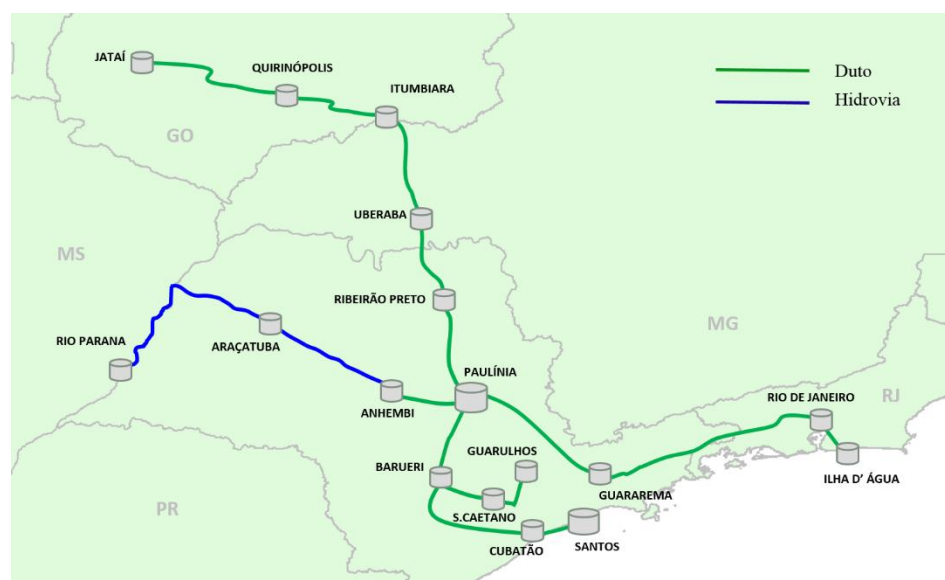 JATAÍ
QUIRINÓPOLIS
ITUMBIARA
Duto
Hidrovia
GO
UBERABA
MS
RIBEIRÃO PRETO
MG
RIO PARANA
ARAÇATUBA
PAULÍNIA
ANHEMBI
RIO DE JANEIRO
RJ
BARUERI
GUARULHOS
GUARAREMA
ILHA D' ÁGUA
PR
S.CAETANO
CUBATÃO
SANTOS